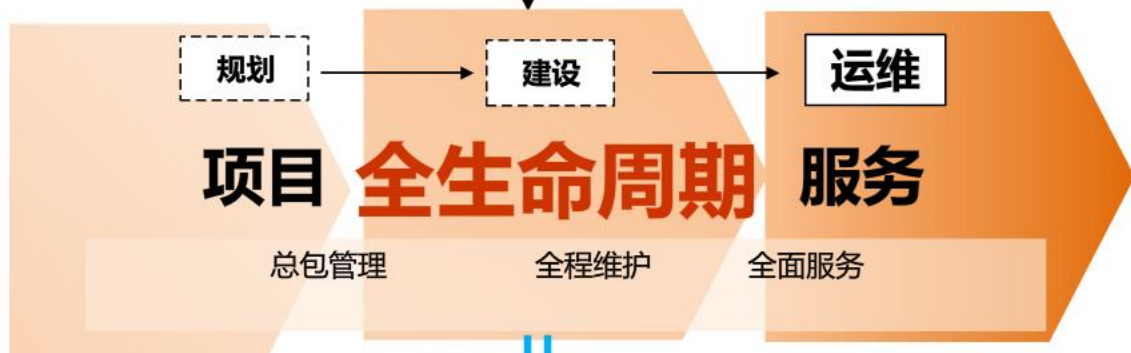 规划 建设 运维
项目 全生命周期 服务
总包管理 全程维护 全面服务